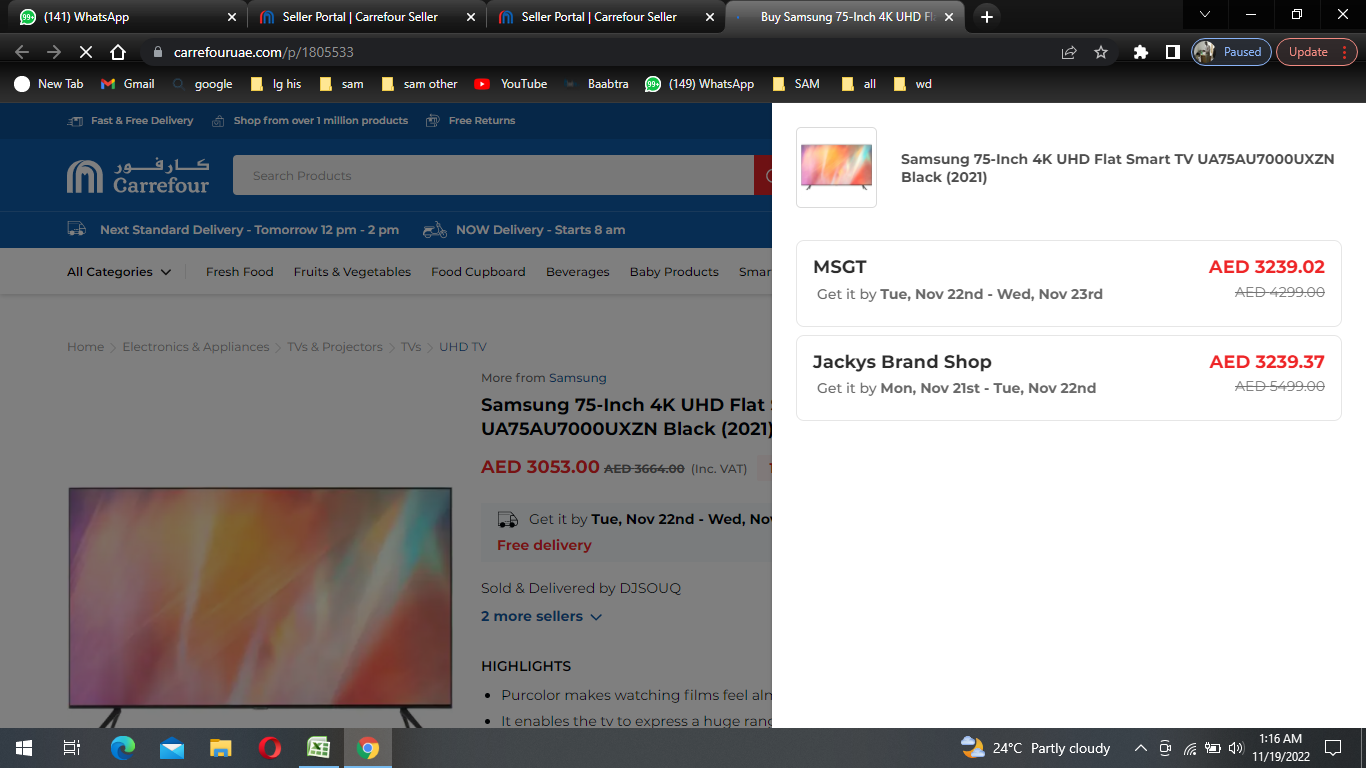 (141) WhatsApp
Seller Portal | Carrefour Seller
Seller Portal | Carrefour Seller
Buy Samsung 75-Inch 4K UHD Fl
carrefouruae.com/p/1805533
Paused
Update
New Tab
Gmail
google
lg his
sam
sam other
YouTube
Baabtra
99+
(149) WhatsApp
SAM
all
wd
Fast & Free Delivery
Shop from over 1 million products
Free Returns
كارفور
Carrefour
Search Products
Next Standard Delivery - Tomorrow 12 pm - 2 pm
NOW Delivery - Starts 8 am
All Categories
Fresh Food
Fruits & Vegetables
Food Cupboard
Beverages
Baby Products
Smar
Home
Electronics & Appliances
TVs & Projectors
TVs
UHD TV
More from Samsung
Samsung 75-Inch 4K UHD Flat
UA75AU7000UXZN Black (2021)
AED 3053.00 AED 3664.00 (Inc. VAT)
Get it by Tue, Nov 22nd - Wed, Nov
Free delivery
Sold & Delivered by DJSOUQ
2 more sellers
HIGHLIGHTS
• Purcolor makes watching films feel alm
• It enables the tv to express a huge rang
Samsung 75-Inch 4K UHD Flat Smart TV UA75AU7000UXZN
Black (2021)
MSGT
AED 3239.02
Get it by Tue, Nov 22nd - Wed, Nov 23rd
AED 4299.00
Jackys Brand Shop
AED 3239.37
Get it by Mon, Nov 21st - Tue, Nov 22nd
AED 5499.00
24°C Partly cloudy
1:16 AM
11/19/2022